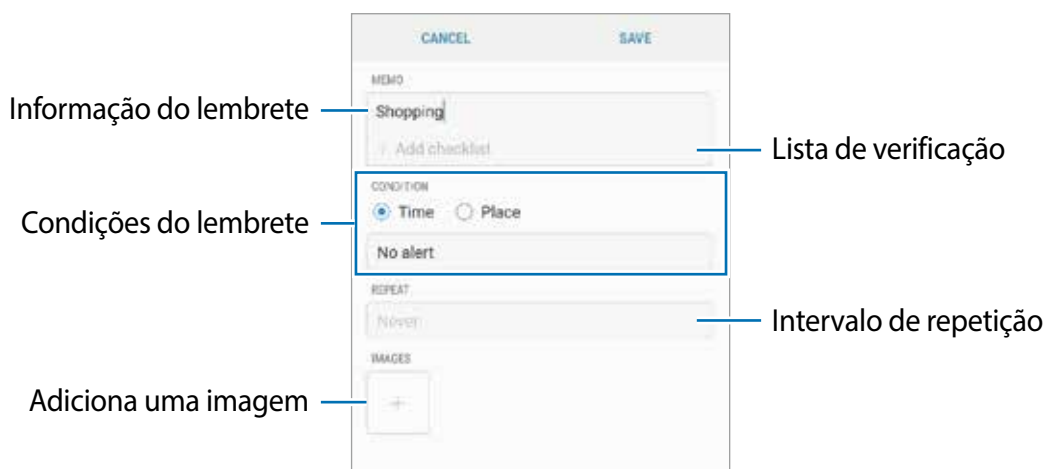 CANCEL SAVE
MEMO
Informação do lembrete
Shopping
+ Add checklist
Lista de verificação
CONDITION
Condições do lembrete
Time Place
No alert
REPEAT
Never
Intervalo de repetição
IMAGES
Adiciona uma imagem
+